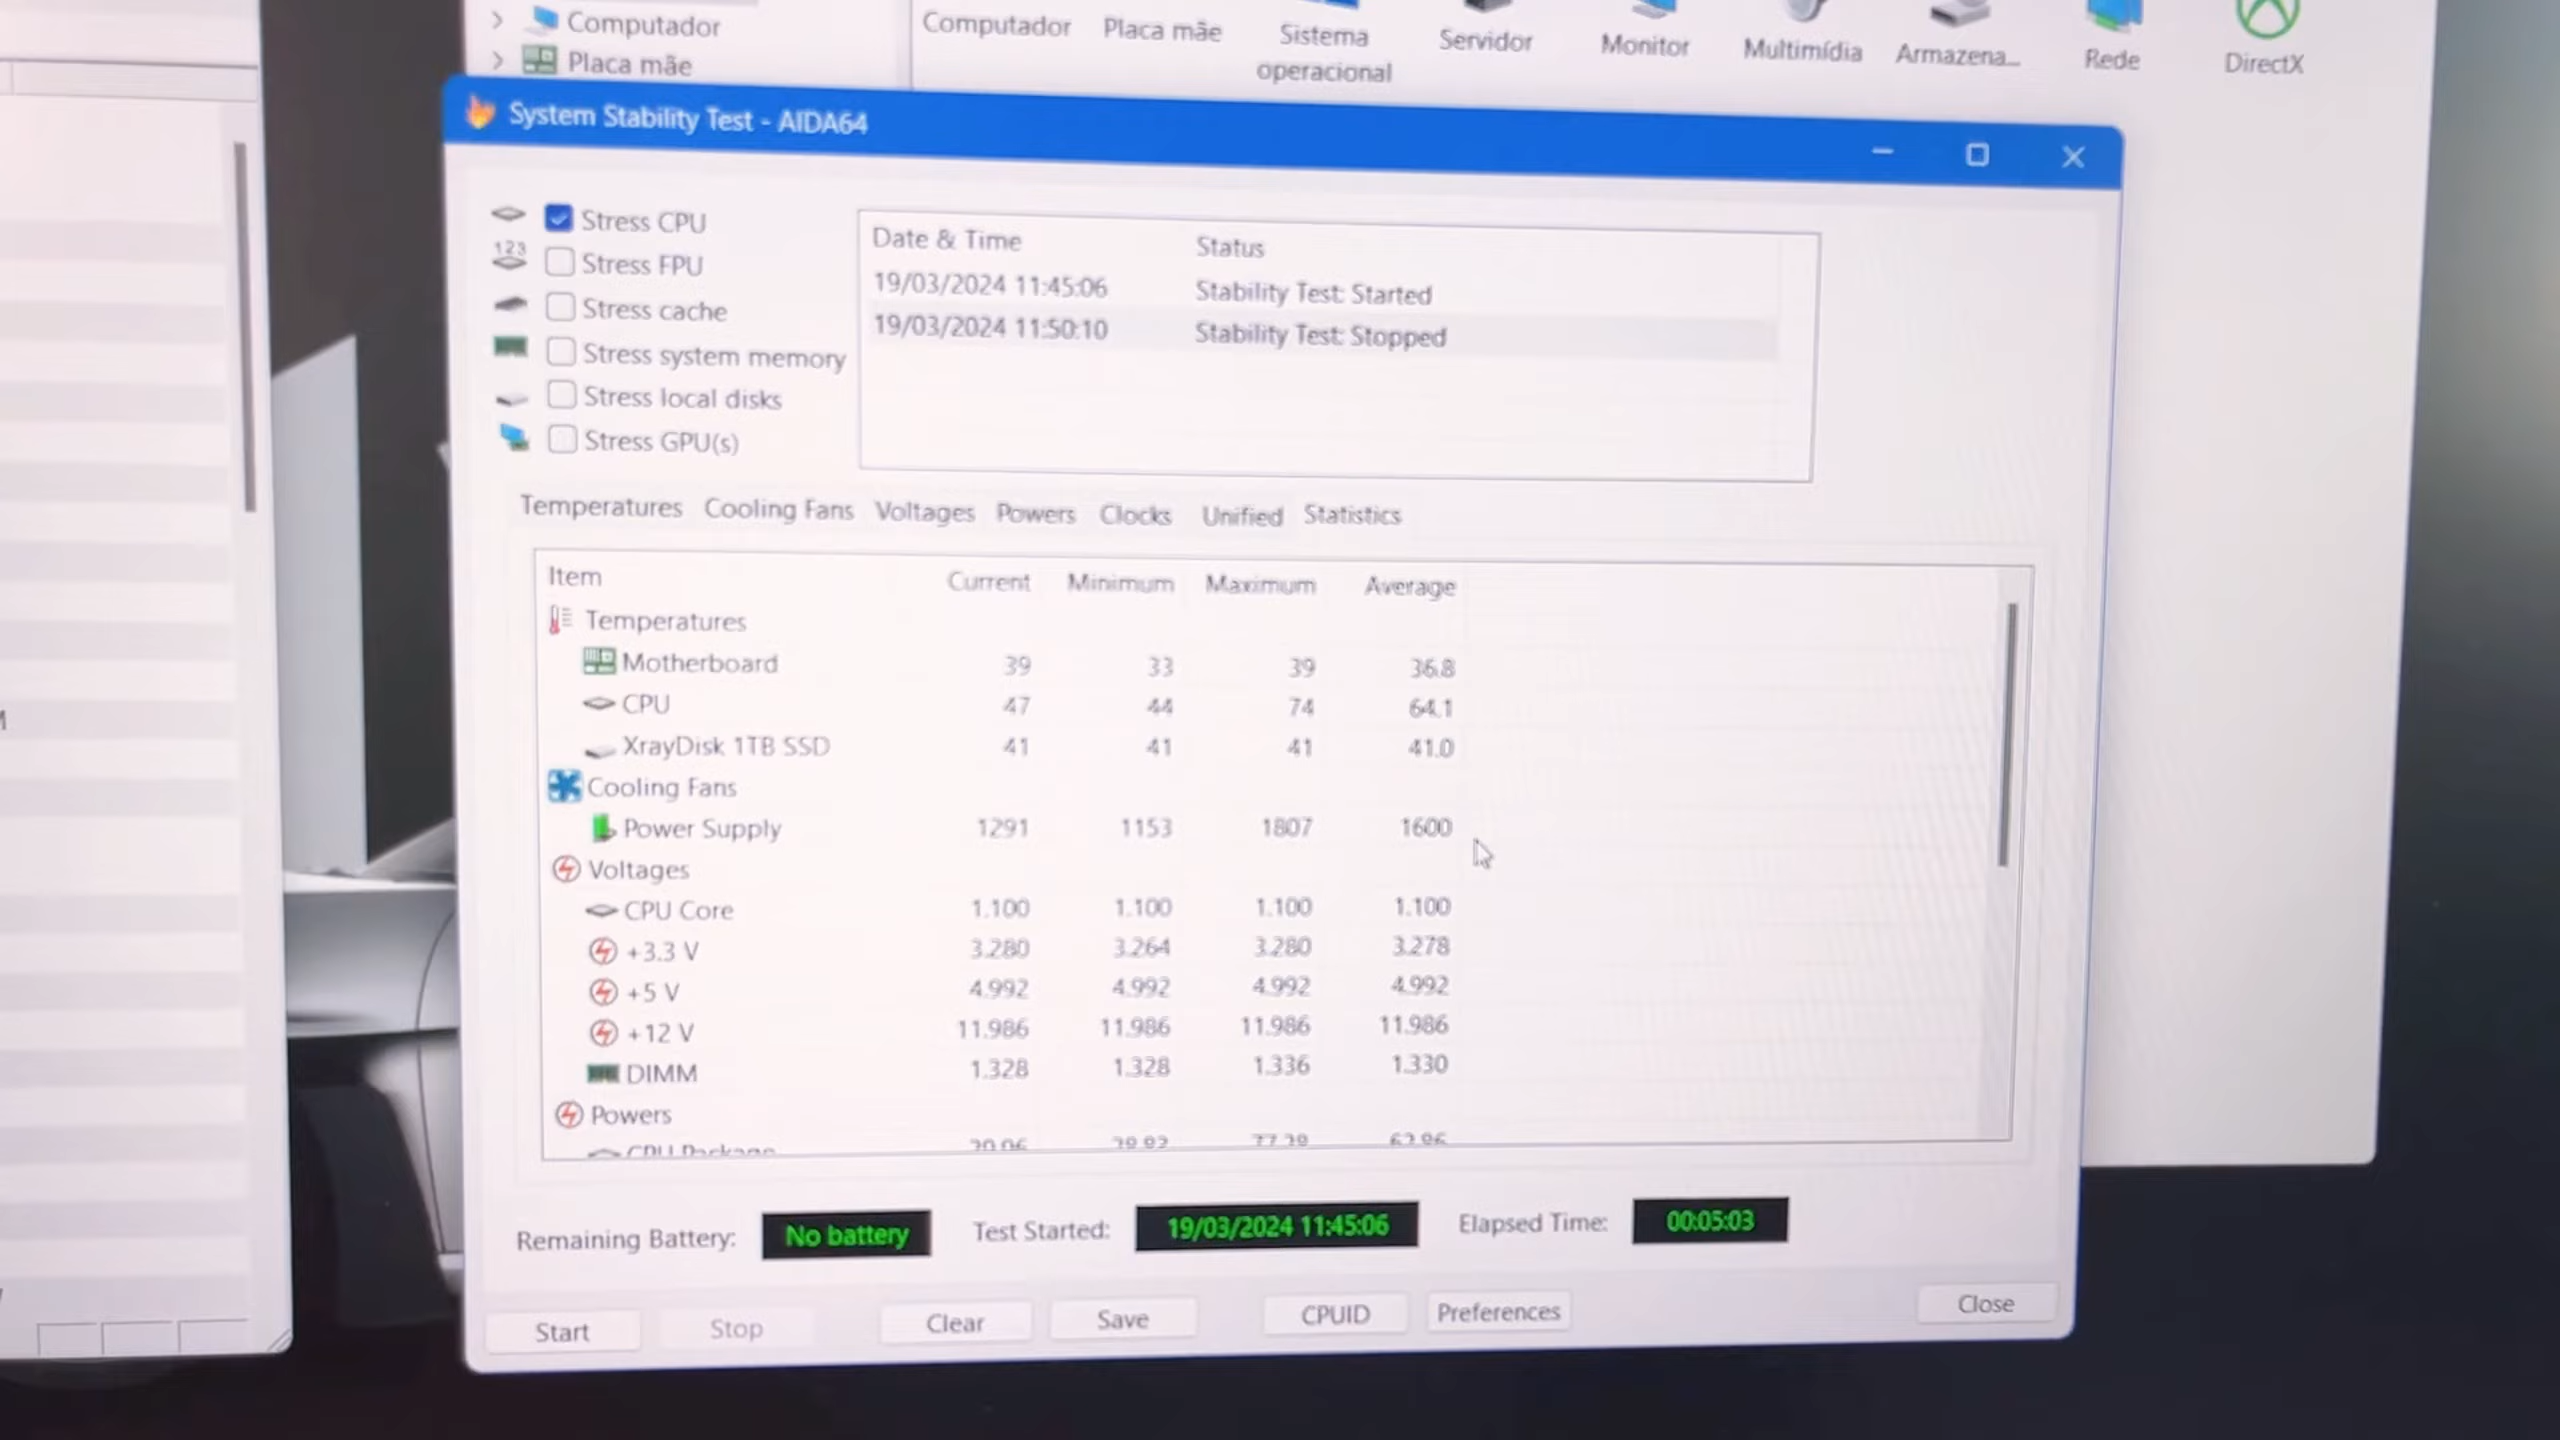 Computador
Placa mãe
Computador Placa mãe Sistema operacional Servidor Monitor Multimídia Armazena... Rede DirectX
System Stability Test - AIDA64
Stress CPU
Stress FPU
Stress cache
Stress system memory
Stress local disks
Stress GPU(s)
Date & Time Status
19/03/2024 11:45:06 Stability Test: Started
19/03/2024 11:50:10 Stability Test: Stopped
Temperatures Cooling Fans Voltages Powers Clocks Unified Statistics
Item Current Minimum Maximum Average
Temperatures
Motherboard 39 33 39 36.8
CPU 47 44 74 64.1
XrayDisk 1TB SSD 41 41 41 41.0
Cooling Fans
Power Supply 1291 1153 1807 1600
Voltages
CPU Core 1.100 1.100 1.100 1.100
+3.3 V 3.280 3.264 3.280 3.278
+5 V 4.992 4.992 4.992 4.992
+12 V 11.986 11.986 11.986 11.986
DIMM 1.328 1.328 1.336 1.330
Powers
CPU Package
Remaining Battery: No battery Test Started: 19/03/2024 11:45:06 Elapsed Time: 00:05:03
Start Stop Clear Save CPUID Preferences Close